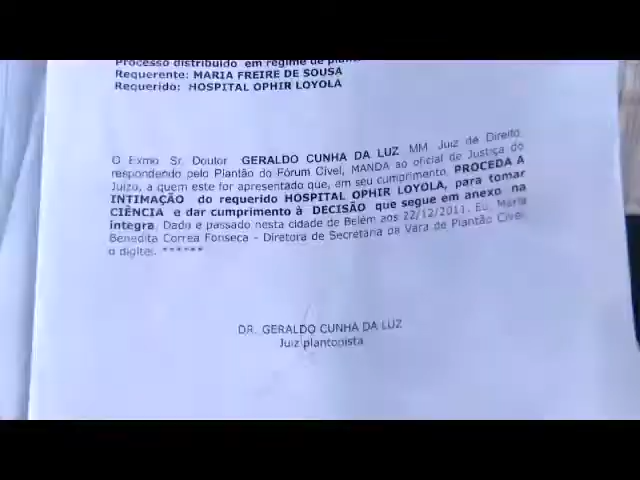 Processo distribuído em regime de
Requerente: MARIA FREIRE DE SOUSA
Requerido: HOSPITAL OPHIR LOYOLA
O Exmo Sr. Doutor GERALDO CUNHA DA LUZ MM Juiz de Direito,
respondendo pelo Plantão do Fórum Cível, MANDA ao oficial de Justiça do
Juízo, a quem este for apresentado que, em seu cumprimento, PROCEDA A
INTIMAÇÃO do requerido HOSPITAL OPHIR LOYOLA, para tomar
CIÊNCIA e dar cumprimento à DECISÃO que segue em anexo na
íntegra. Dado e passado nesta cidade de Belém aos 22/12/2011. Eu, Maria
Benedita Correa Fonseca – Diretora de Secretaria da Vara de Plantão Cível
o digitei. ******
DR. GERALDO CUNHA DA LUZ
Juiz plantonista